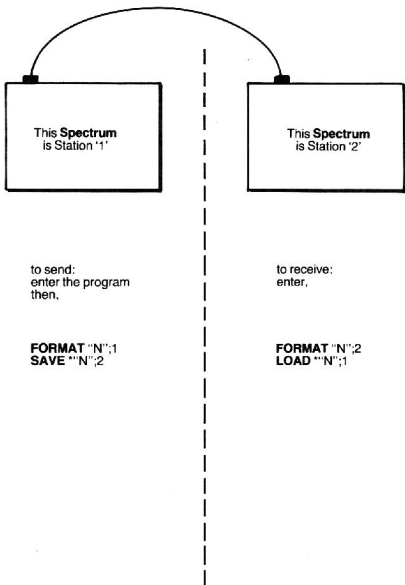 This Spectrum
is Station '1'
This Spectrum
is Station '2'
to send:
enter the program
then,
FORMAT "N";1
SAVE *"N";2
to receive:
enter,
FORMAT "N";2
LOAD *"N";1